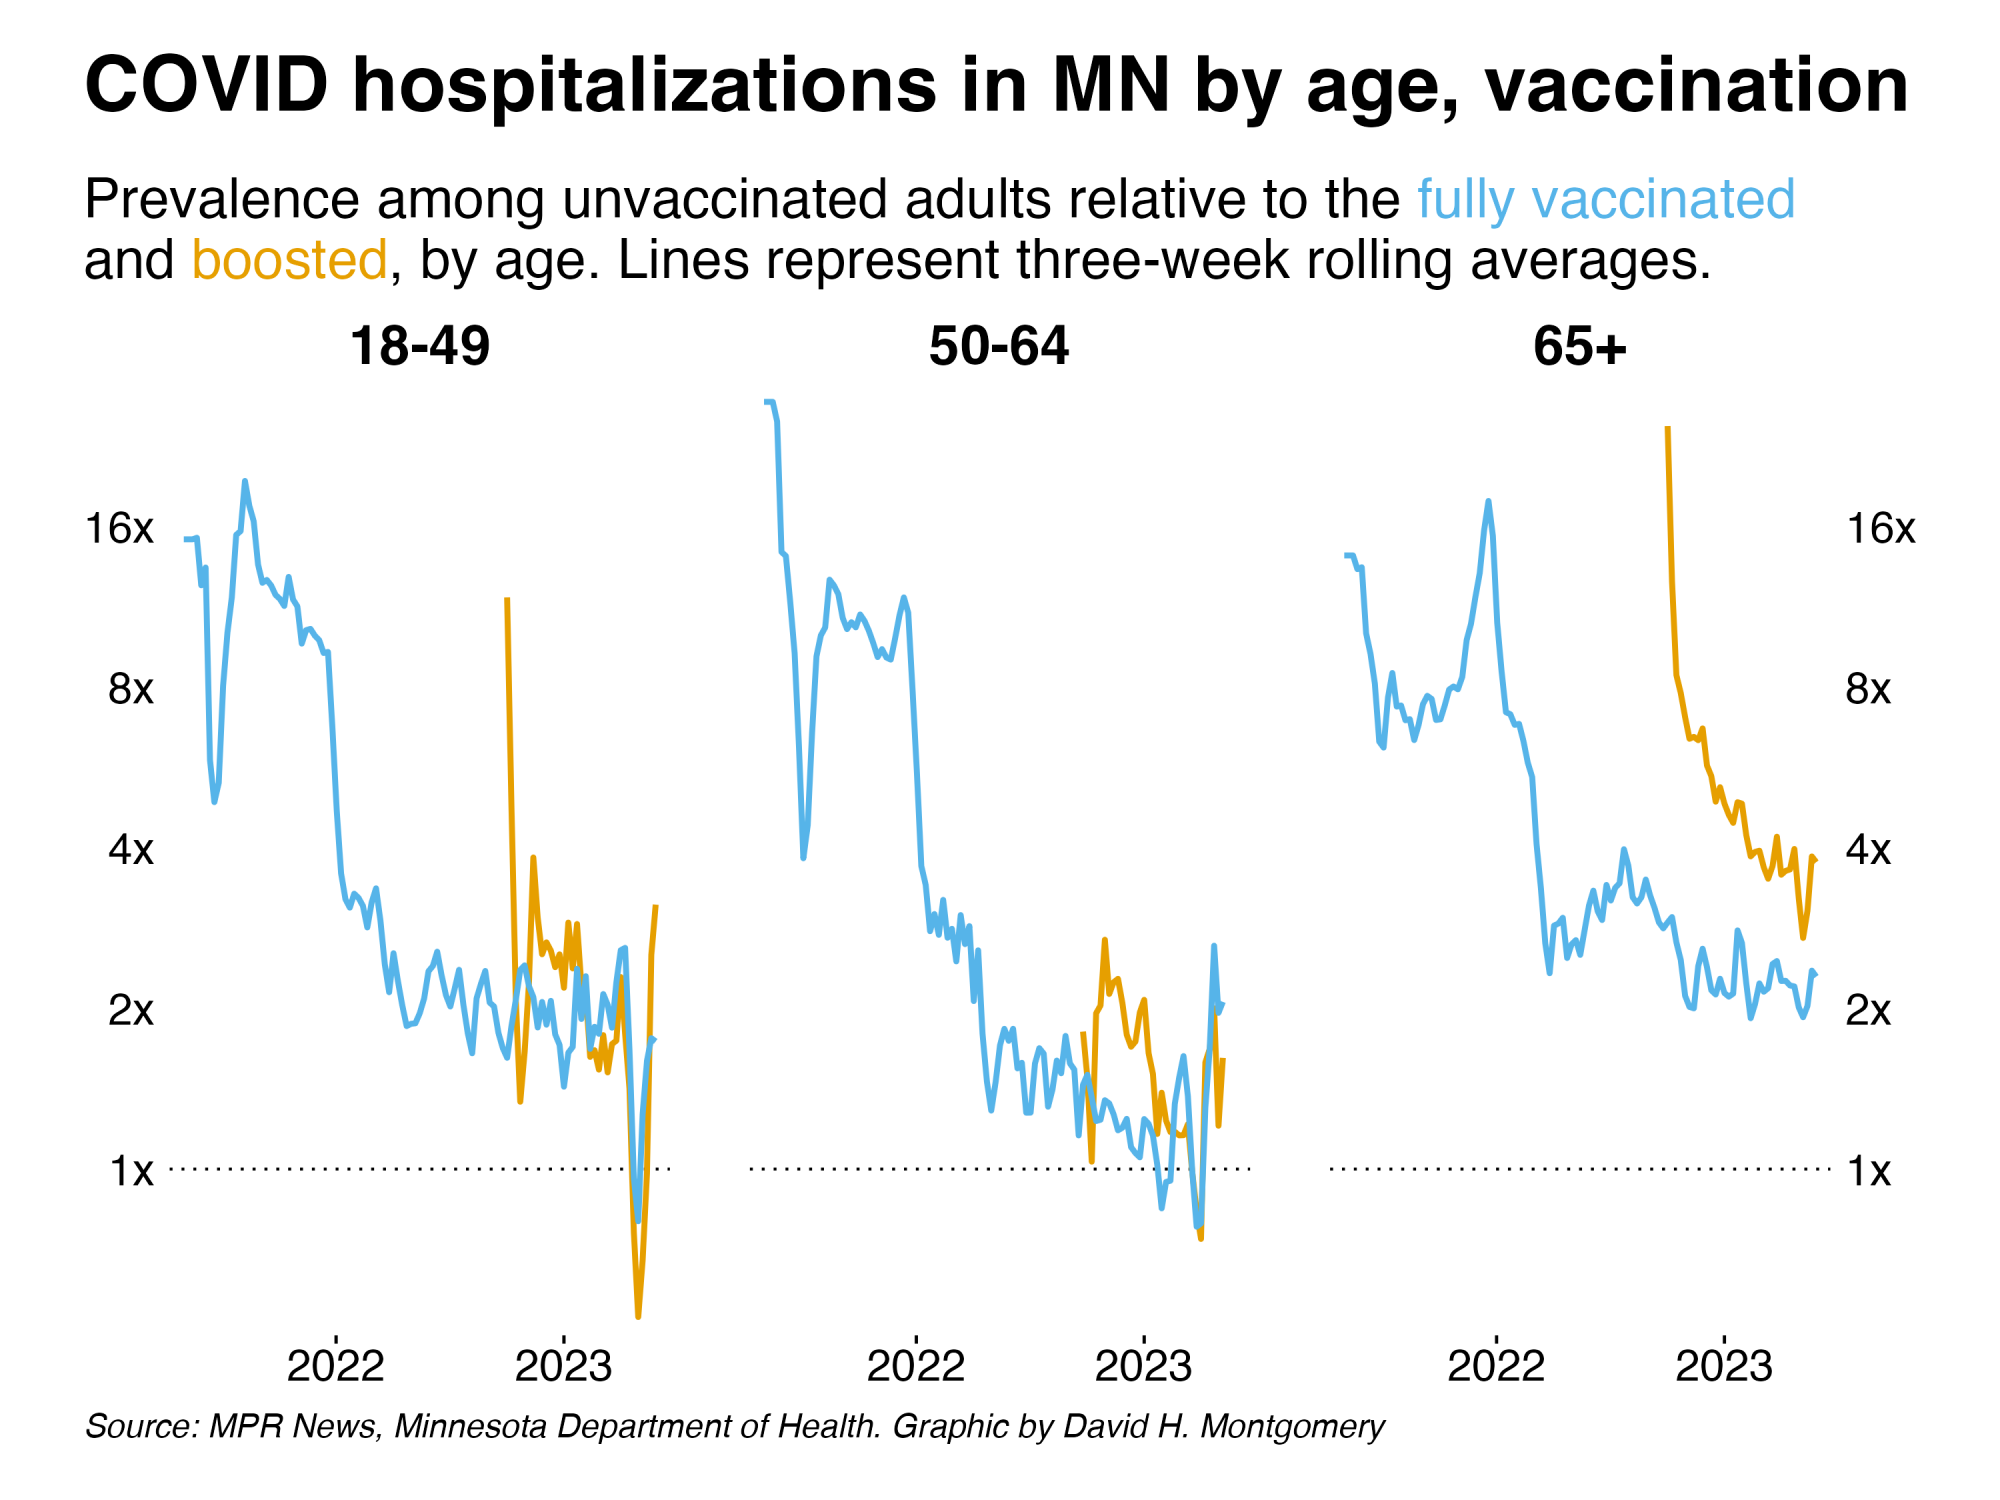 COVID hospitalizations in MN by age, vaccination
Prevalence among unvaccinated adults relative to the fully vaccinated
and boosted, by age. Lines represent three-week rolling averages.
18-49
50-64
65+
16x
8x
4x
2x
1x
16x
8x
4x
2x
1x
2022
2023
2022
2023
2022
2023
Source: MPR News, Minnesota Department of Health. Graphic by David H. Montgomery